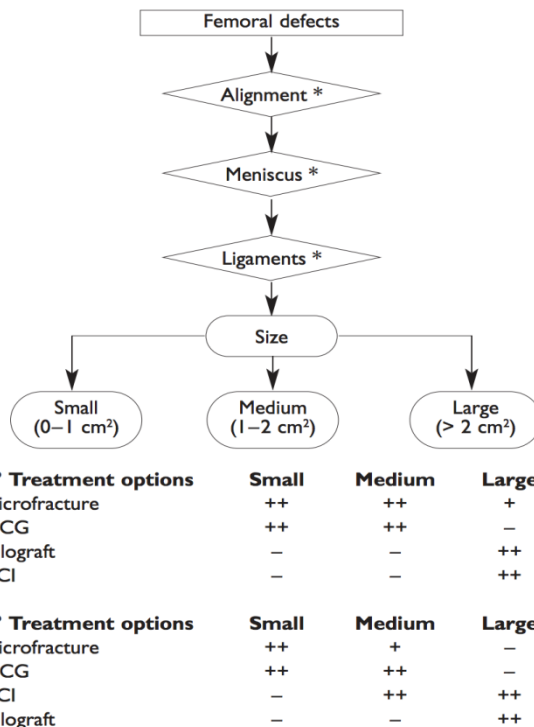 Femoral defects
Alignment *
Meniscus *
Ligaments *
Size
Small
(0–1 cm²)
Medium
(1–2 cm²)
Large
(> 2 cm²)
° Treatment options Small Medium Large
icrofracture ++ ++ +
CG ++ ++ –
lograft – – ++
CI – – ++
° Treatment options Small Medium Large
icrofracture ++ + –
CG ++ ++ –
CI – ++ ++
lograft – – ++